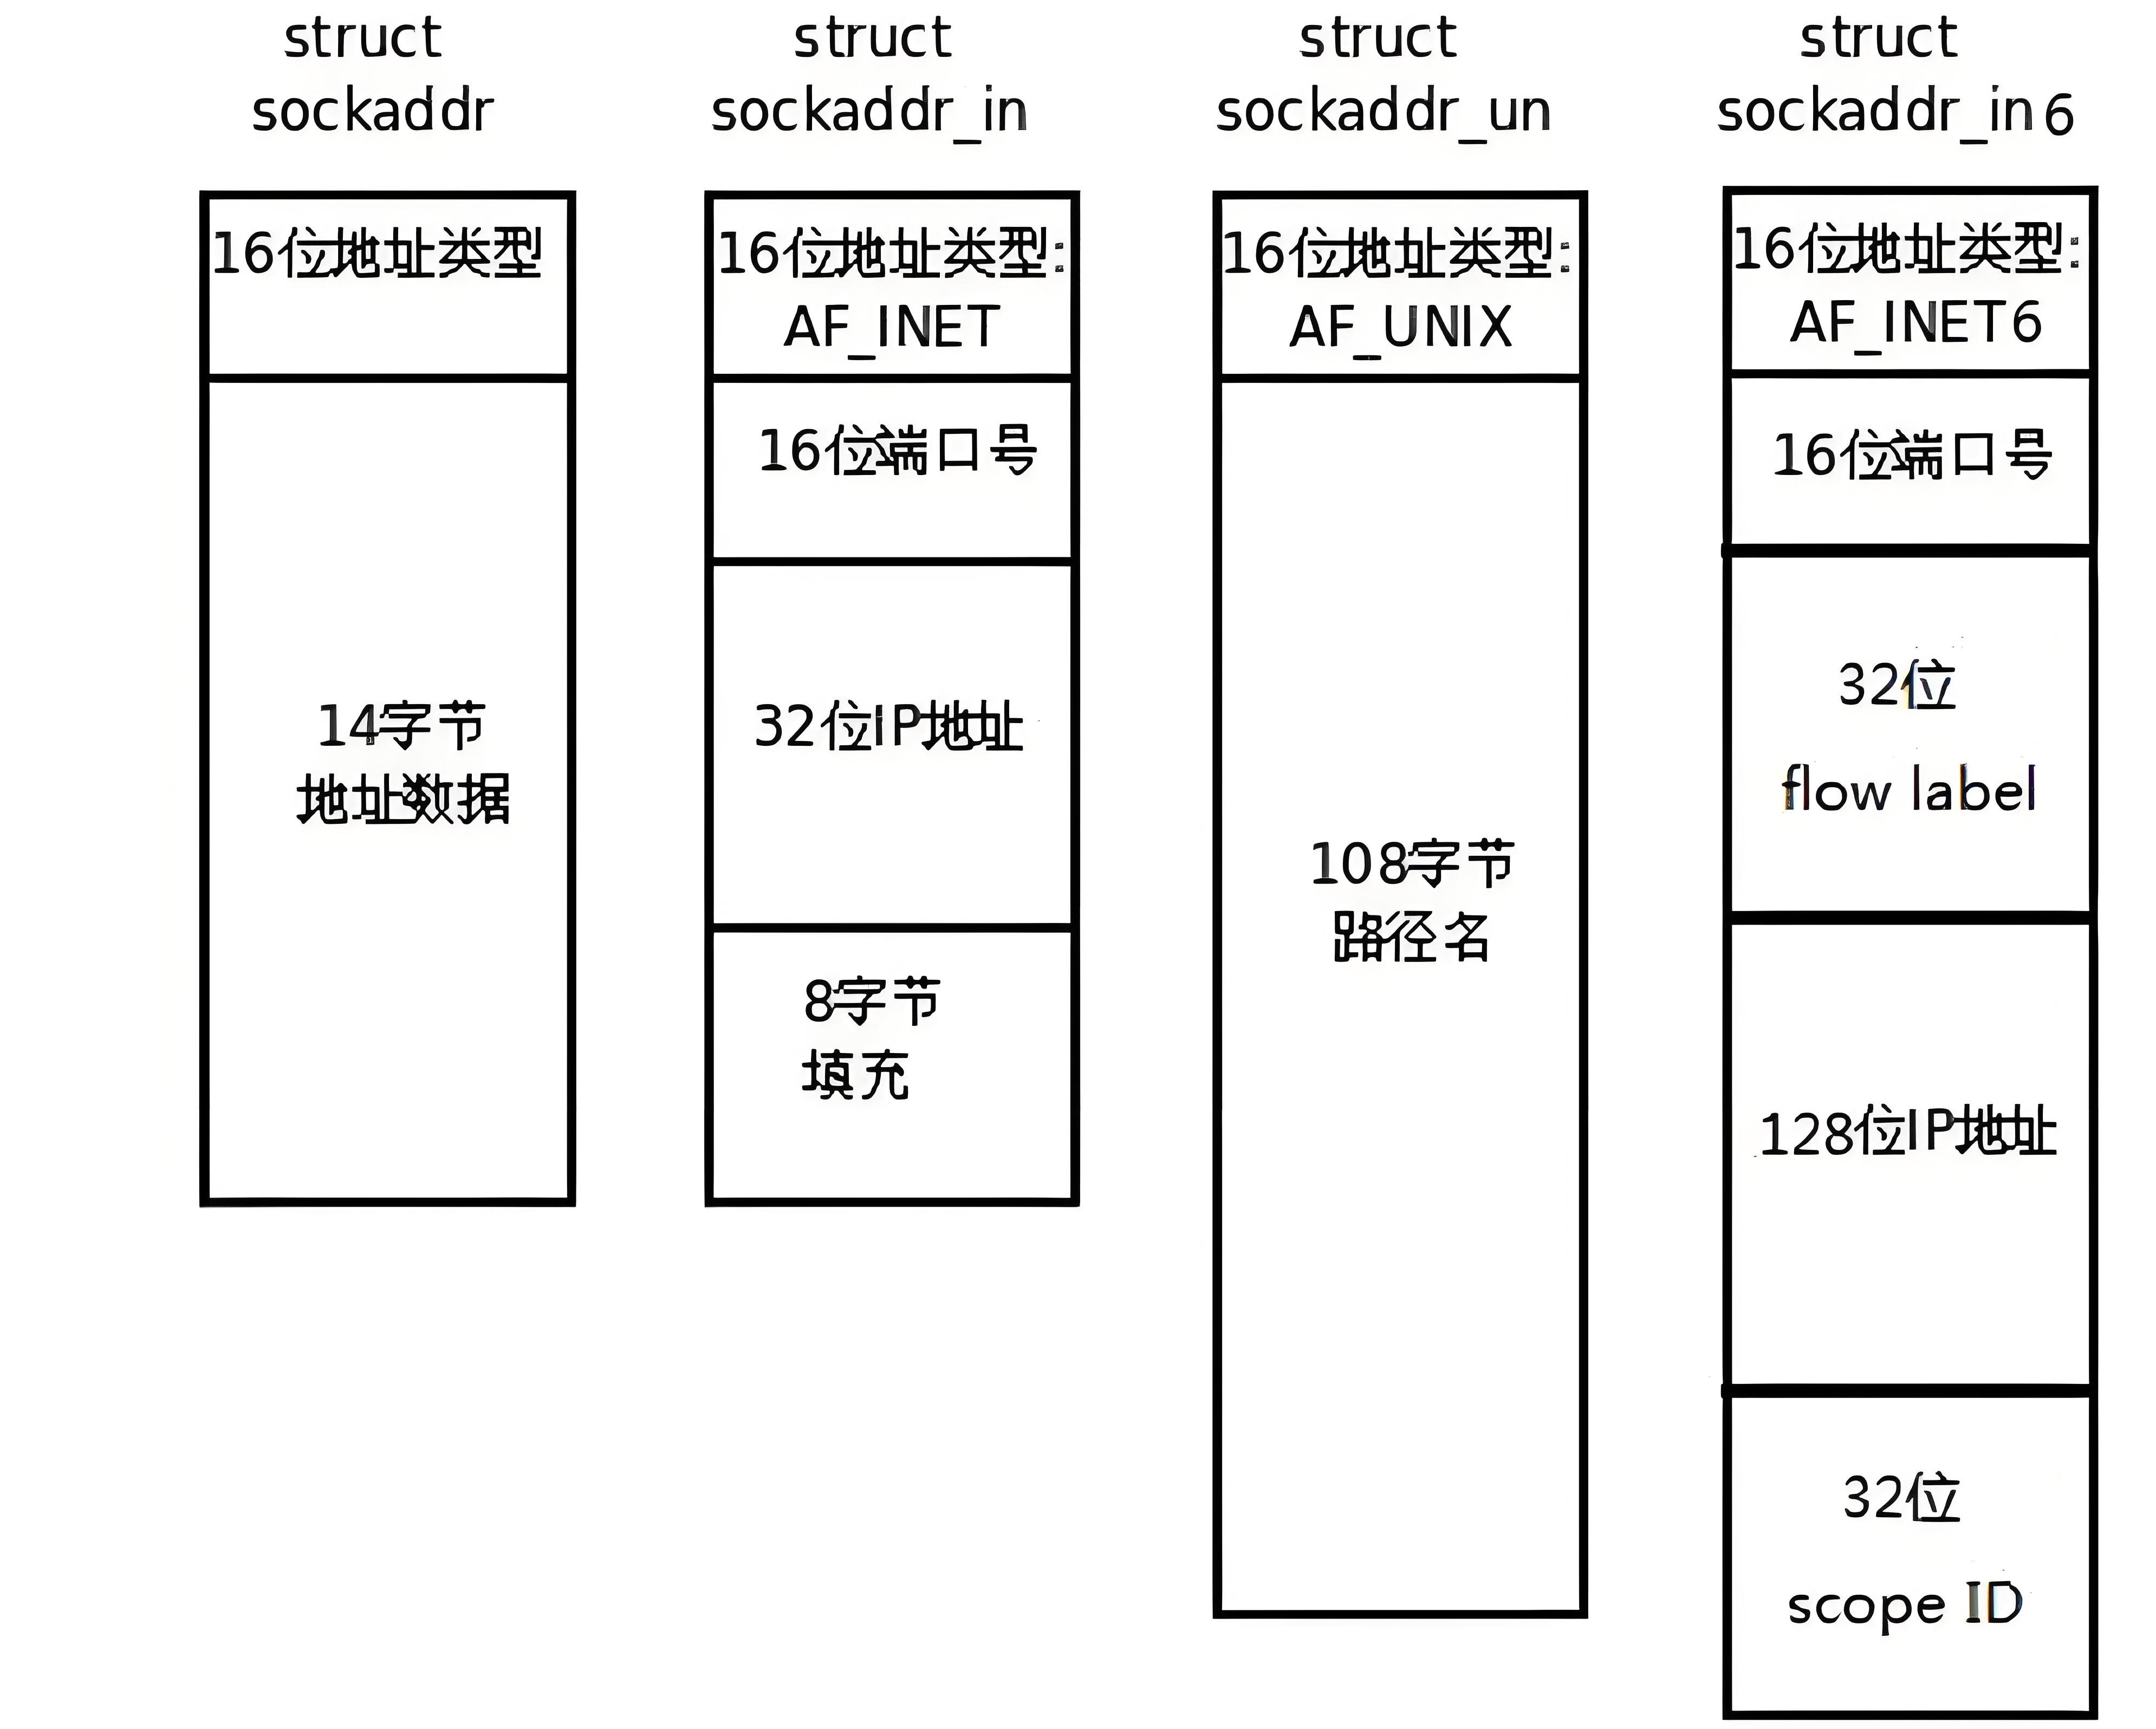 struct
sockaddr
16位地址类型
14字节
地址数据
struct
sockaddr_in
16位地址类型:
AF_INET
16位端口号
32位IP地址
8字节
填充
struct
sockaddr_un
16位地址类型:
AF_UNIX
108字节
路径名
struct
sockaddr_in6
16位地址类型:
AF_INET6
16位端口号
32位
flow label
128位IP地址
32位
scope ID